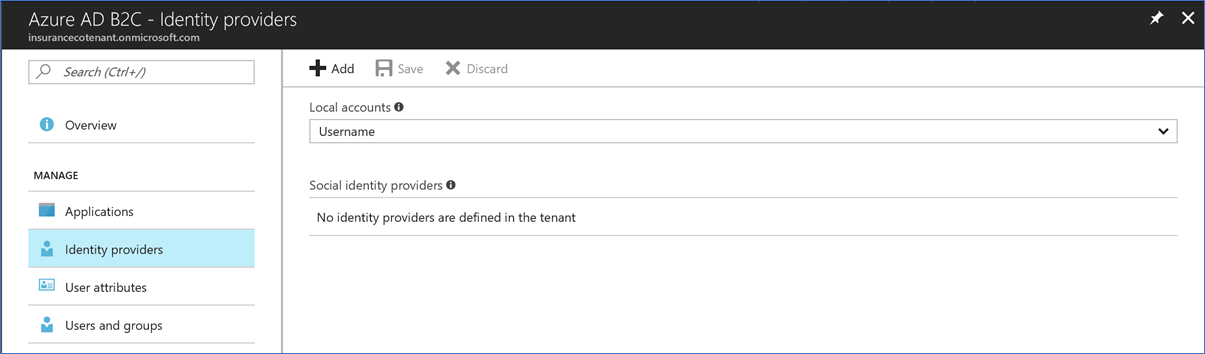 Azure AD B2C - Identity providers
insurancecotenant.onmicrosoft.com
Search (Ctrl+/)
Overview
MANAGE
Applications
Identity providers
User attributes
Users and groups
Add Save Discard
Local accounts
Username
Social identity providers
No identity providers are defined in the tenant